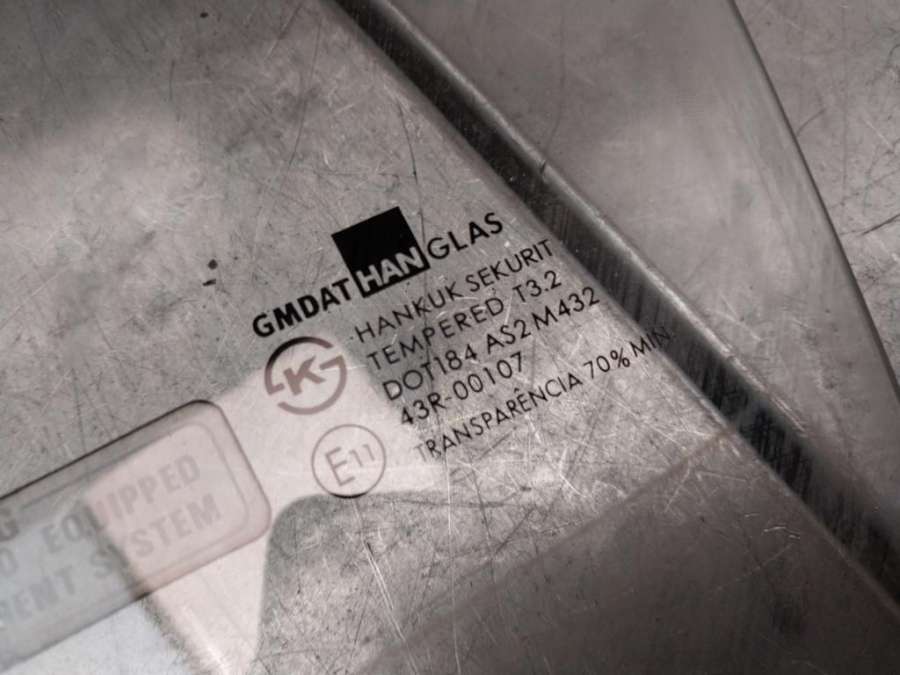 GMDAT HANGLAS
HANKUK SEKURIT
TEMPERED T3.2
DOT184 AS2 M432
43R-00107
TRANSPARÊNCIA 70% MIN.
K
E11
EQUIPPED
SYSTEM